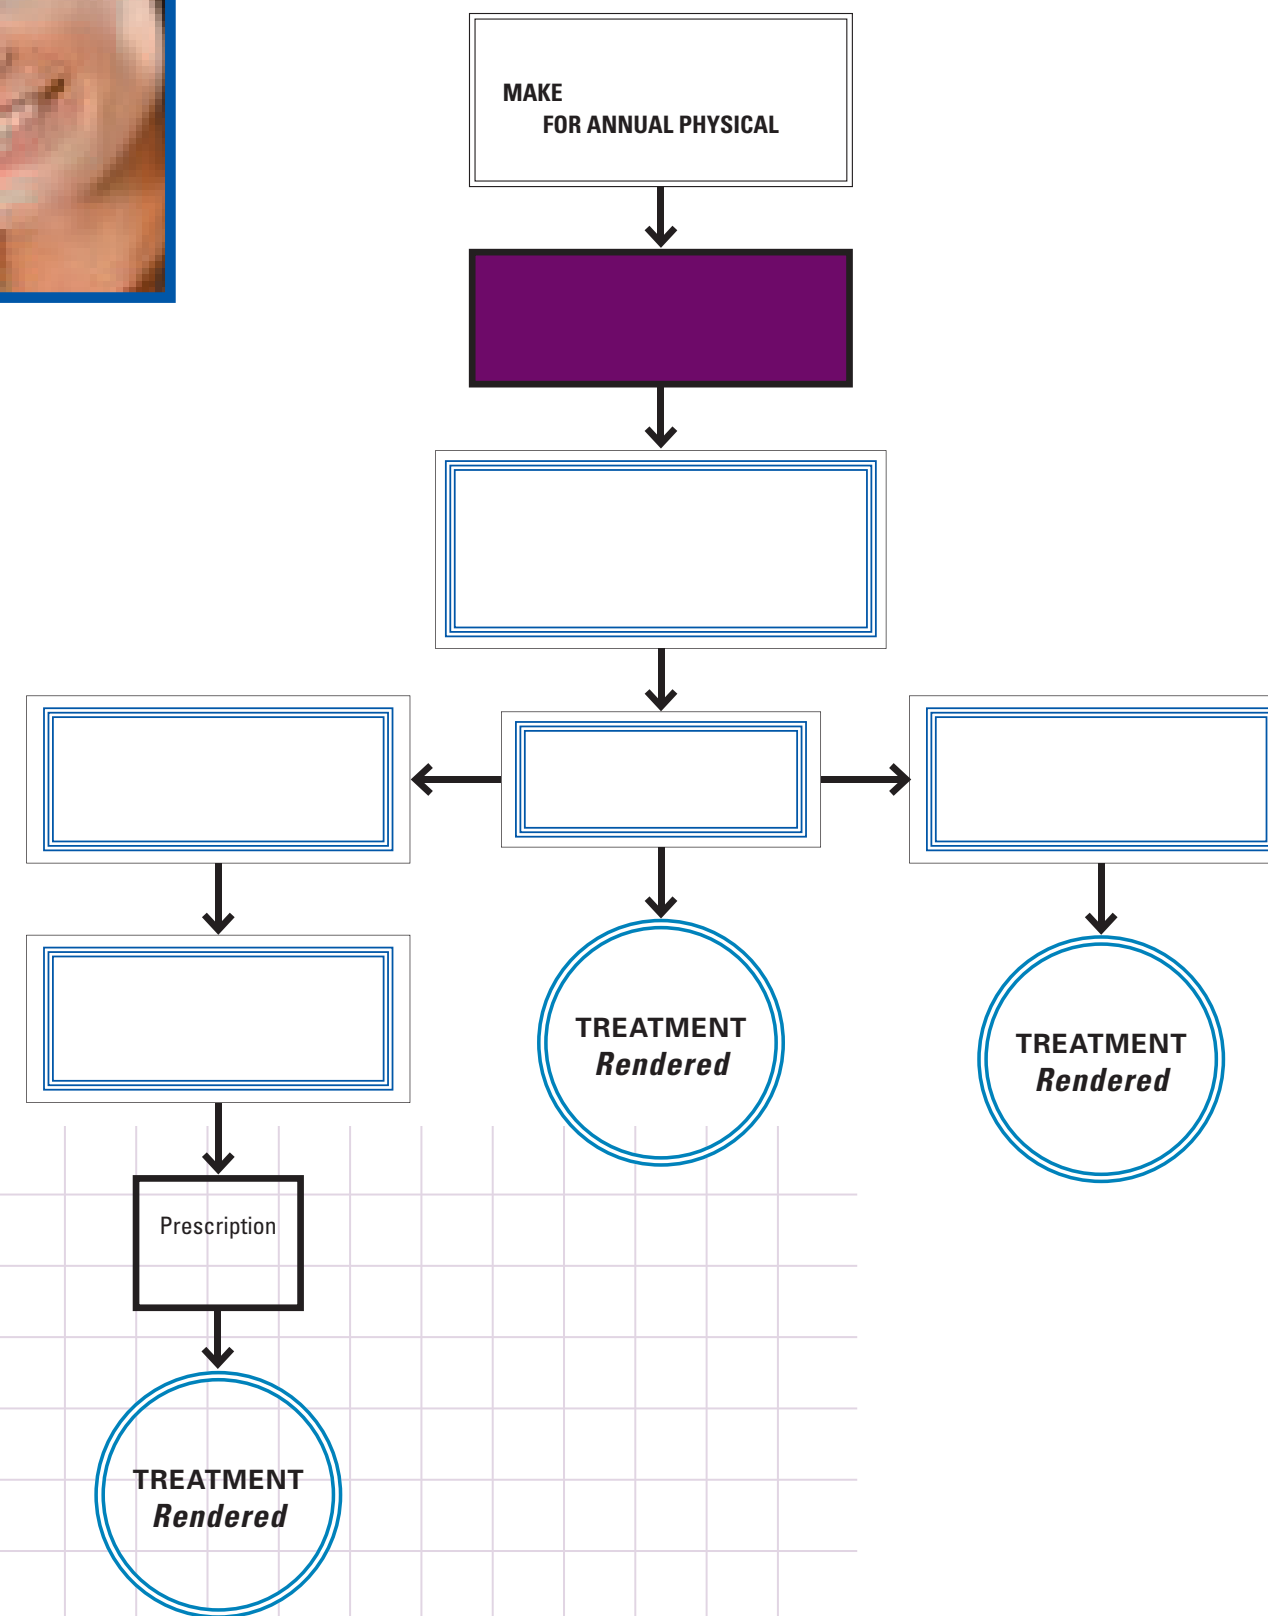 MAKE
FOR ANNUAL PHYSICAL
TREATMENT
Rendered
TREATMENT
Rendered
Prescription
TREATMENT
Rendered